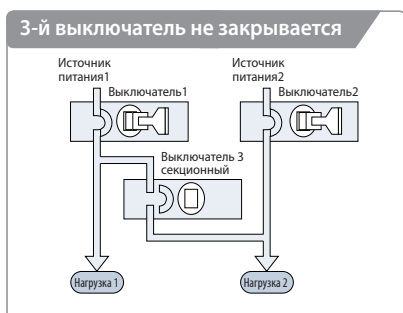 3-й выключатель не закрывается
Источник
питания1
Выключатель1
Источник
питания2
Выключатель2
Выключатель 3
секционный
Нагрузка 1
Нагрузка 2